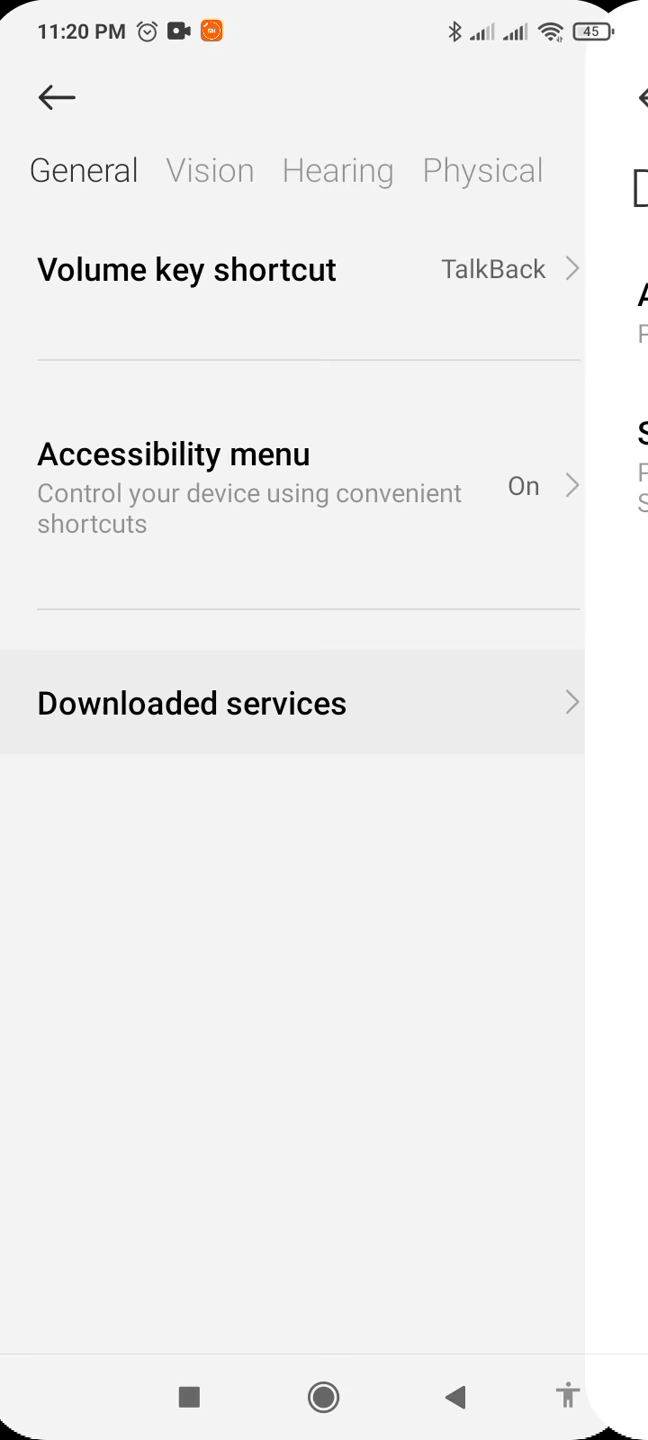 11:20 PM
45
General Vision Hearing Physical
Volume key shortcut TalkBack
Accessibility menu
Control your device using convenient
shortcuts
On
Downloaded services